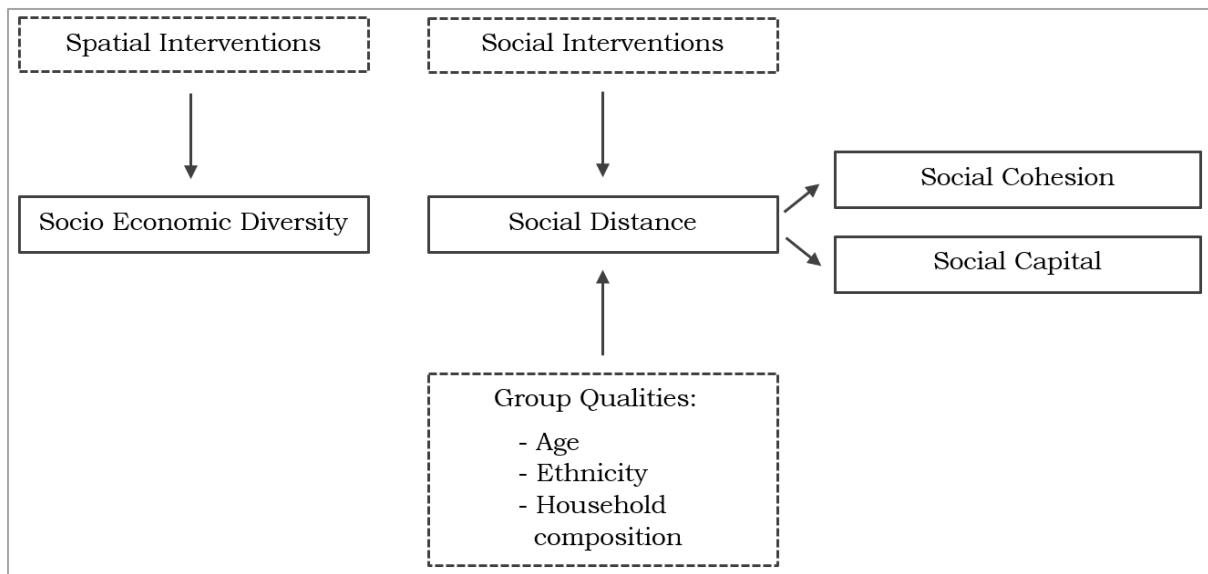 Spatial Interventions
Social Interventions
Socio Economic Diversity
Social Distance
Social Cohesion
Social Capital
Group Qualities:
- Age
- Ethnicity
- Household
composition